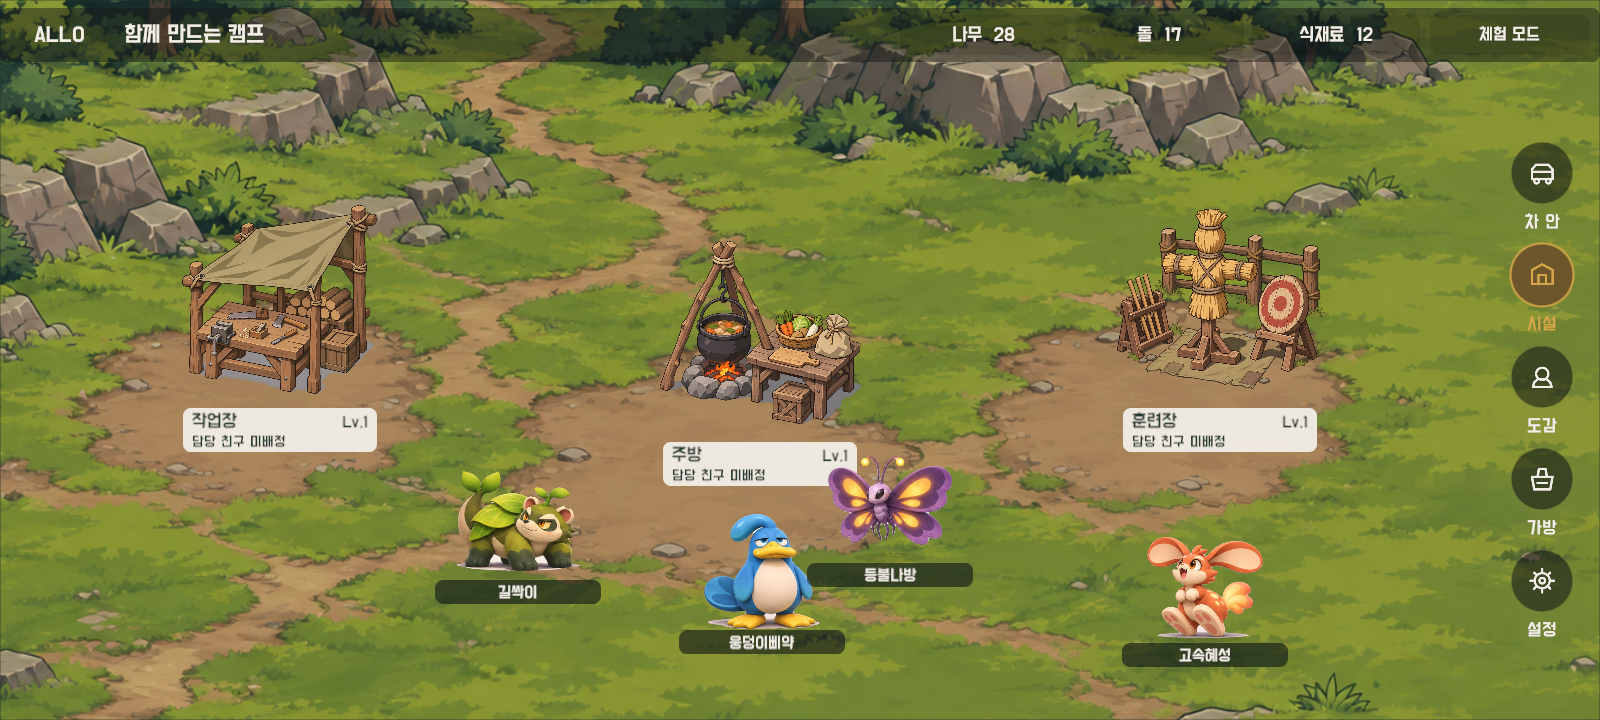 ALLO 함께 만드는 캠프 나무 28 돌 17 식재료 12 체험 모드
차 안
시설
도감
가방
설정
작업장 Lv.1
담당 친구 미배정
주방 Lv.1
담당 친구 미배정
훈련장 Lv.1
담당 친구 미배정
길싹이
웅덩이삐약
등불나방
고속혜성